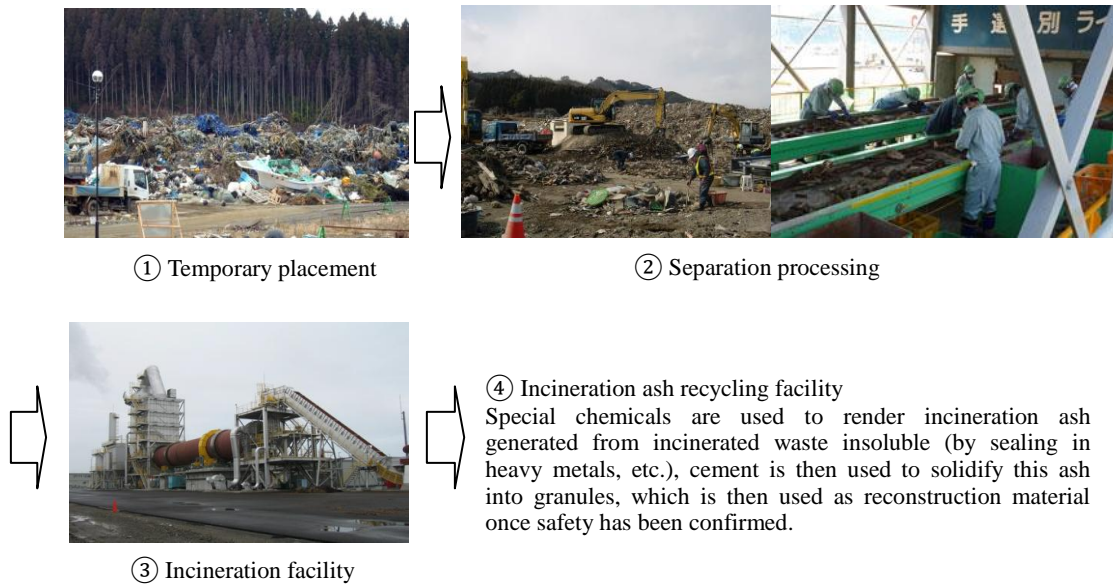 手選別ライ
① Temporary placement
② Separation processing
④ Incineration ash recycling facility
Special chemicals are used to render incineration ash
generated from incinerated waste insoluble (by sealing in
heavy metals, etc.), cement is then used to solidify this ash
into granules, which is then used as reconstruction material
once safety has been confirmed.
③ Incineration facility